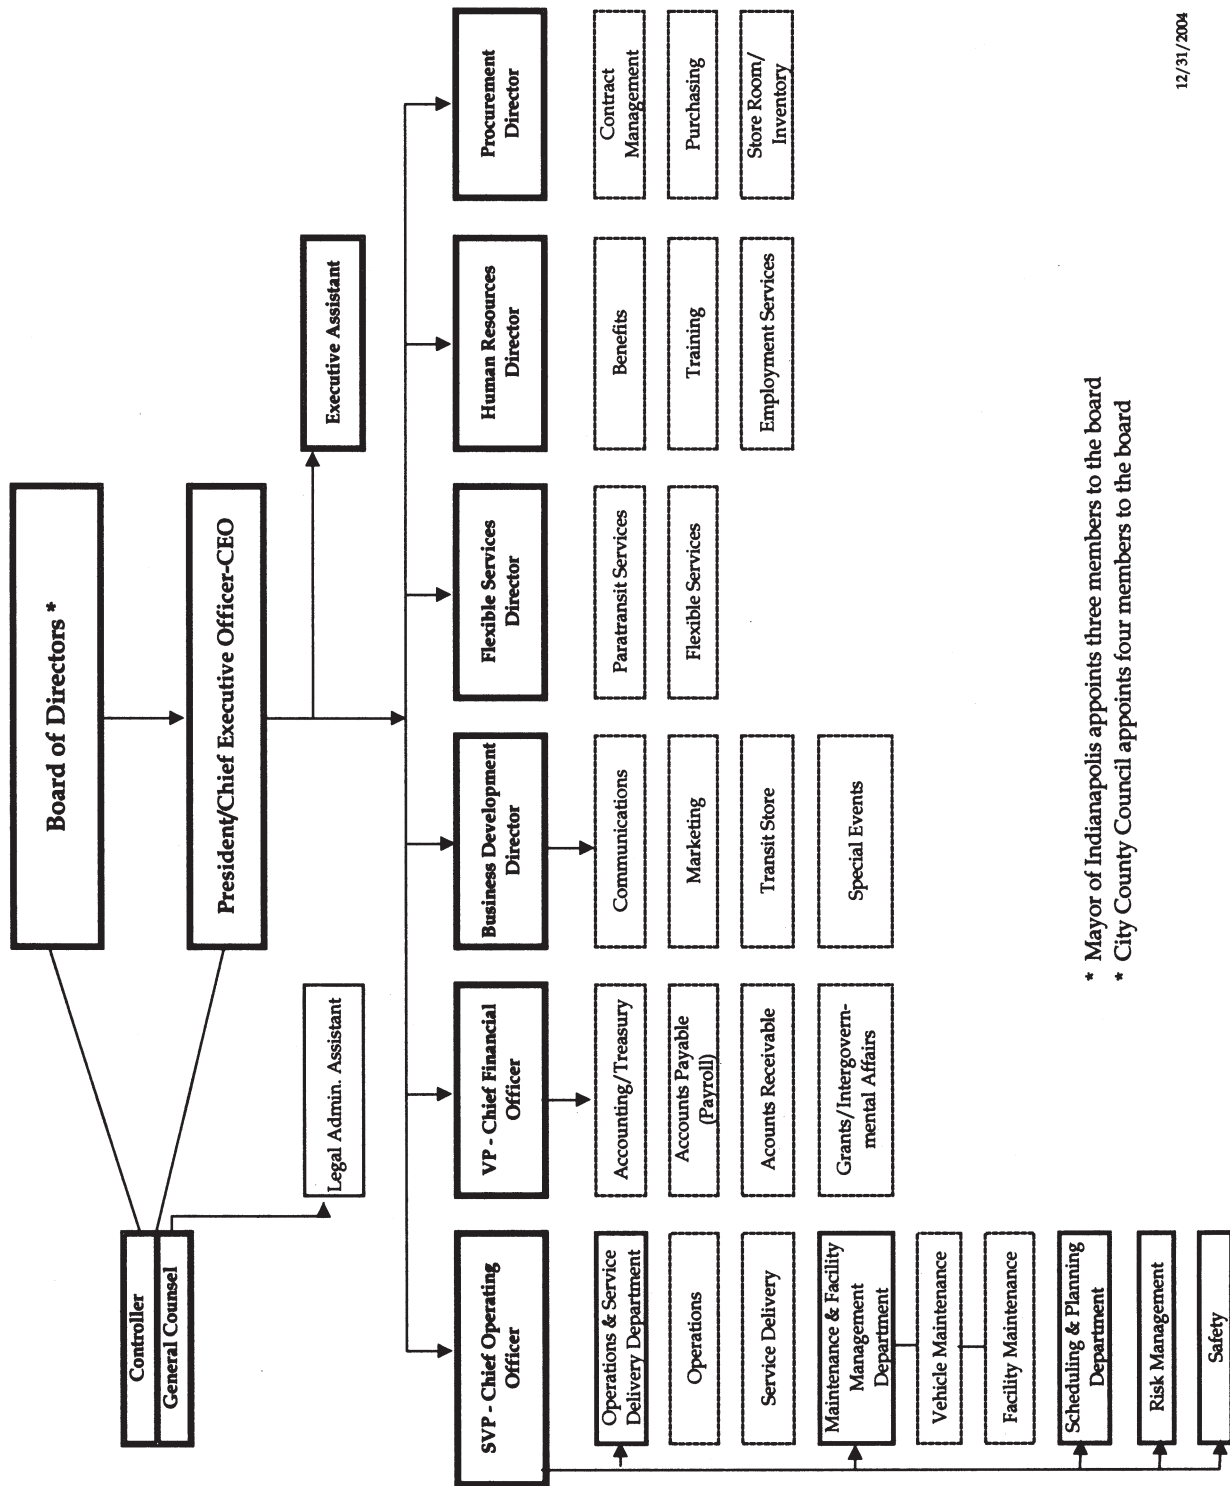 Board of Directors *
President/Chief Executive Officer-CEO
Controller
General Counsel
Legal Admin. Assistant
Executive Assistant
SVP - Chief Operating
Officer
Operations & Service
Delivery Department
Operations
Service Delivery
Maintenance & Facility
Management
Department
Vehicle Maintenance
Facility Maintenance
Scheduling & Planning
Department
Risk Management
Safety
VP - Chief Financial
Officer
Accounting/Treasury
Accounts Payable
(Payroll)
Acounts Receivable
Grants/Intergovern-
mental Affairs
Business Development
Director
Communications
Marketing
Transit Store
Special Events
Flexible Services
Director
Paratransit Services
Flexible Services
Human Resources
Director
Benefits
Training
Employment Services
Procurement
Director
Contract
Management
Purchasing
Store Room/
Inventory
* Mayor of Indianapolis appoints three members to the board
* City County Council appoints four members to the board
12/31/2004